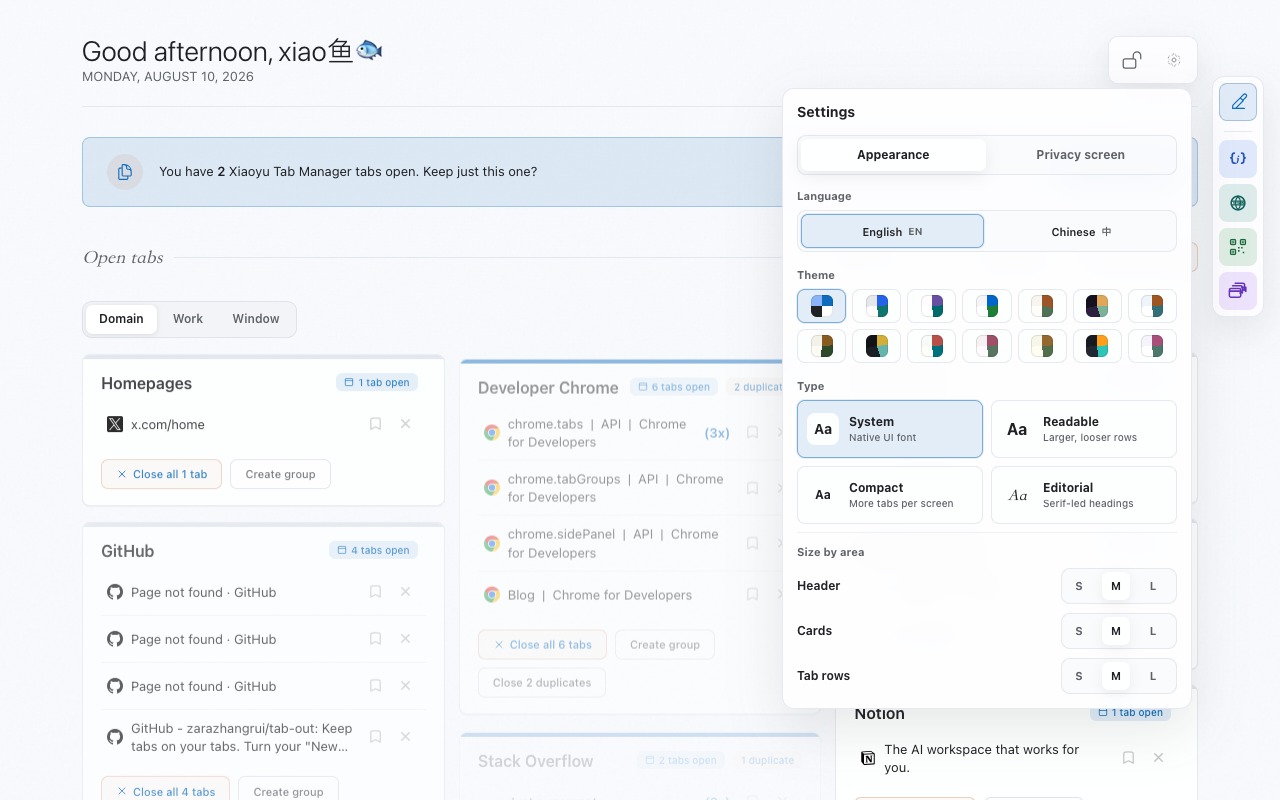 Good afternoon, xiao鱼🐟
MONDAY, AUGUST 10, 2026
You have 2 Xiaoyu Tab Manager tabs open. Keep just this one?
Open tabs
Domain
Work
Window
Homepages
1 tab open
x.com/home
Close all 1 tab
Create group
GitHub
4 tabs open
Page not found · GitHub
Page not found · GitHub
Page not found · GitHub
GitHub - zarazhangrui/tab-out: Keep
tabs on your tabs. Turn your "New...
Close all 4 tabs
Create group
Developer Chrome
6 tabs open
2 duplicat
chrome.tabs | API | Chrome
for Developers
(3x)
chrome.tabGroups | API | Chrome
for Developers
chrome.sidePanel | API | Chrome
for Developers
Blog | Chrome for Developers
Close all 6 tabs
Create group
Close 2 duplicates
Stack Overflow
2 tabs open
1 duplicate
Settings
Appearance
Privacy screen
Language
English EN
Chinese 中
Theme
Type
Aa
System
Native UI font
Aa
Readable
Larger, looser rows
Aa
Compact
More tabs per screen
Aa
Editorial
Serif-led headings
Size by area
Header
S M L
Cards
S M L
Tab rows
S M L
Notion
1 tab open
The AI workspace that works for
you.